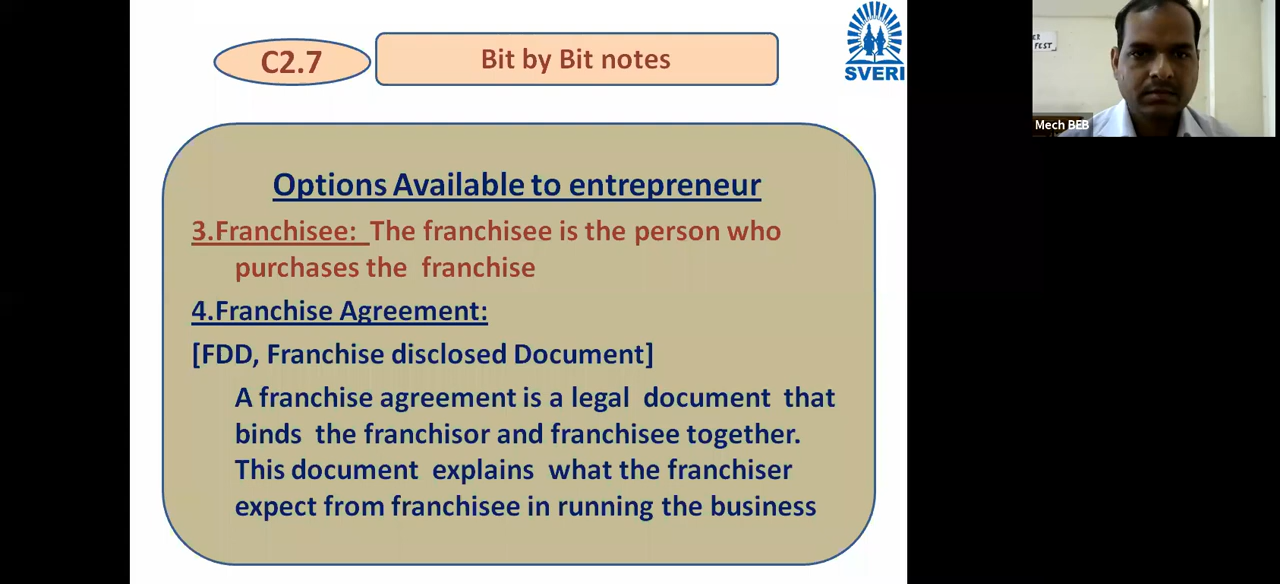 C2.7
Bit by Bit notes
SVERI
FEST
Mech BEB
Options Available to entrepreneur
3.Franchisee: The franchisee is the person who
purchases the franchise
4.Franchise Agreement:
[FDD, Franchise disclosed Document]
A franchise agreement is a legal document that
binds the franchisor and franchisee together.
This document explains what the franchiser
expect from franchisee in running the business